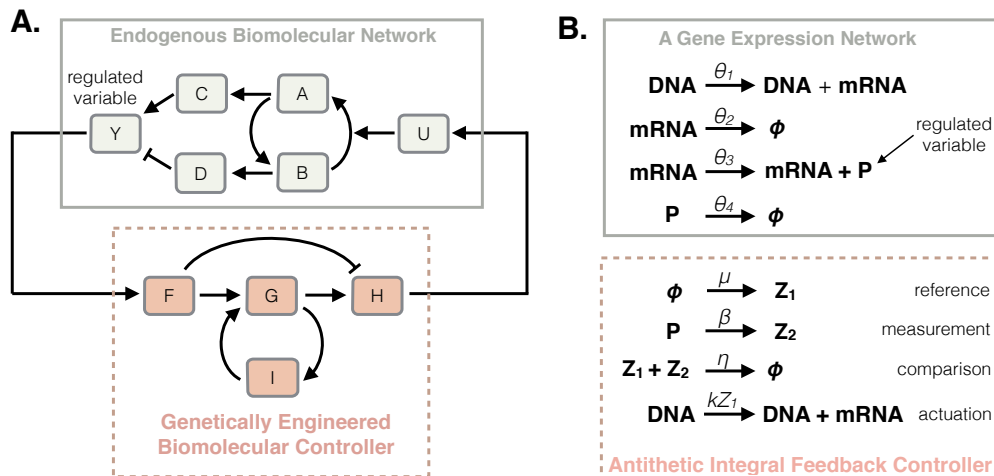 A.
Endogenous Biomolecular Network
regulated
variable
C
A
Y
U
D
B
F
G
H
I
Genetically Engineered
Biomolecular Controller
B.
A Gene Expression Network
DNA θ1 DNA + mRNA
mRNA θ2 ϕ
regulated
variable
mRNA θ3 mRNA + P
P θ4 ϕ
ϕ μ Z1 reference
P β Z2 measurement
Z1 + Z2 η ϕ comparison
DNA kZ1 DNA + mRNA actuation
Antithetic Integral Feedback Controller